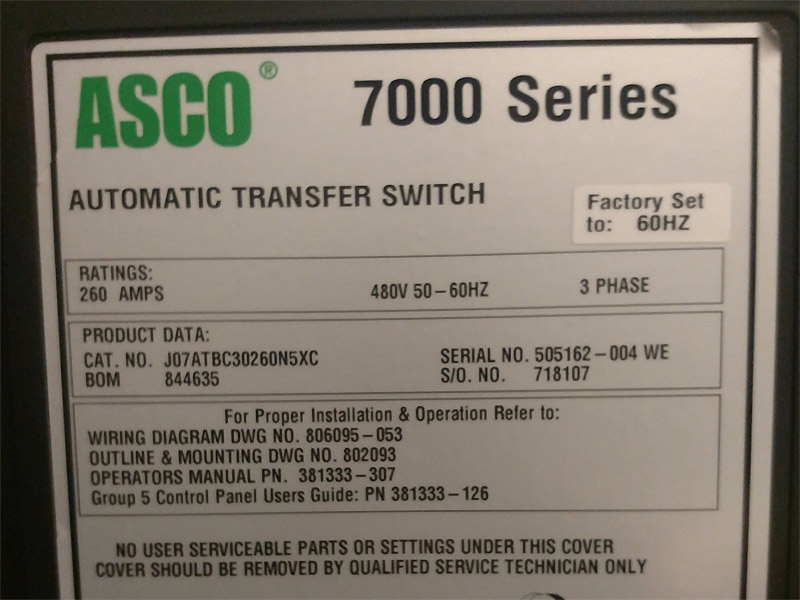 ASCO® 7000 Series
AUTOMATIC TRANSFER SWITCH
Factory Set
to: 60HZ
RATINGS:
260 AMPS 480V 50-60HZ 3 PHASE
PRODUCT DATA:
CAT. NO. J07ATBC30260N5XC SERIAL NO. 505162-004 WE
BOM 844635 S/O. NO. 718107
For Proper Installation & Operation Refer to:
WIRING DIAGRAM DWG NO. 806095-053
OUTLINE & MOUNTING DWG NO. 802093
OPERATORS MANUAL PN. 381333-307
Group 5 Control Panel Users Guide: PN 381333-126
NO USER SERVICEABLE PARTS OR SETTINGS UNDER THIS COVER
COVER SHOULD BE REMOVED BY QUALIFIED SERVICE TECHNICIAN ONLY